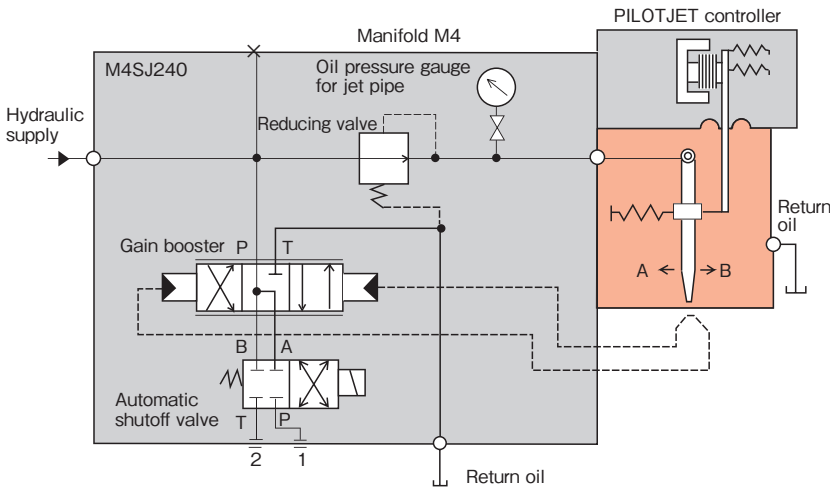 PILOTJET controller
Manifold M4
M4SJ240
Oil pressure gauge
for jet pipe
Hydraulic
supply
Reducing valve
Return
oil
Gain booster
P
T
A
B
B
A
Automatic
shutoff valve
T
P
2
1
Return oil